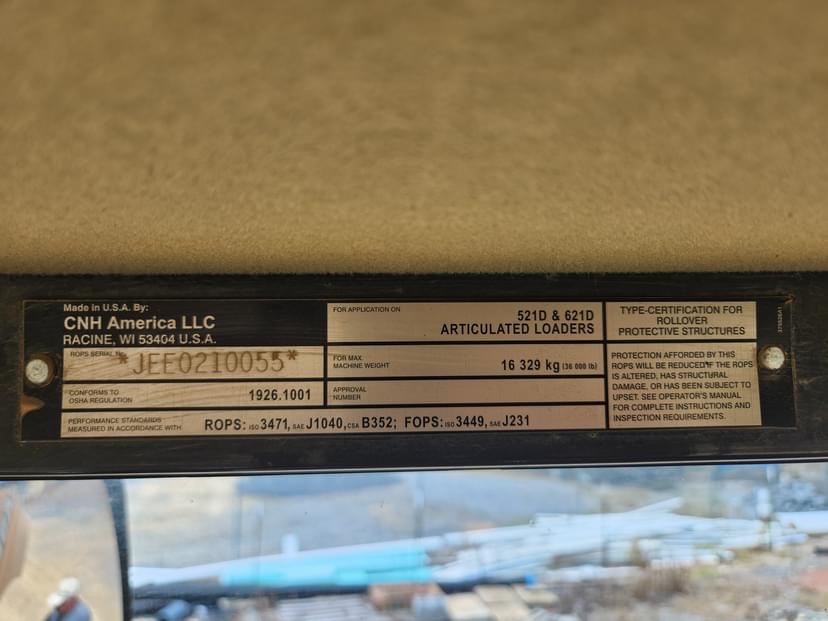 Made in U.S.A. By:
CNH America LLC
RACINE, WI 53404 U.S.A.
ROPS SERIAL No.
*JEE0210055*
CONFORMS TO
OSHA REGULATION
1926.1001
PERFORMANCE STANDARDS
MEASURED IN ACCORDANCE WITH
ROPS: ISO 3471, SAE J1040, CSA B352; FOPS: ISO 3449, SAE J231
FOR APPLICATION ON
521D & 621D
ARTICULATED LOADERS
FOR MAX.
MACHINE WEIGHT
16 329 kg (36 000 lb)
APPROVAL
NUMBER
TYPE-CERTIFICATION FOR
ROLLOVER
PROTECTIVE STRUCTURES
PROTECTION AFFORDED BY THIS
ROPS WILL BE REDUCED IF THE ROPS
IS ALTERED, HAS STRUCTURAL
DAMAGE, OR HAS BEEN SUBJECT TO
UPSET. SEE OPERATOR'S MANUAL
FOR COMPLETE INSTRUCTIONS AND
INSPECTION REQUIREMENTS.